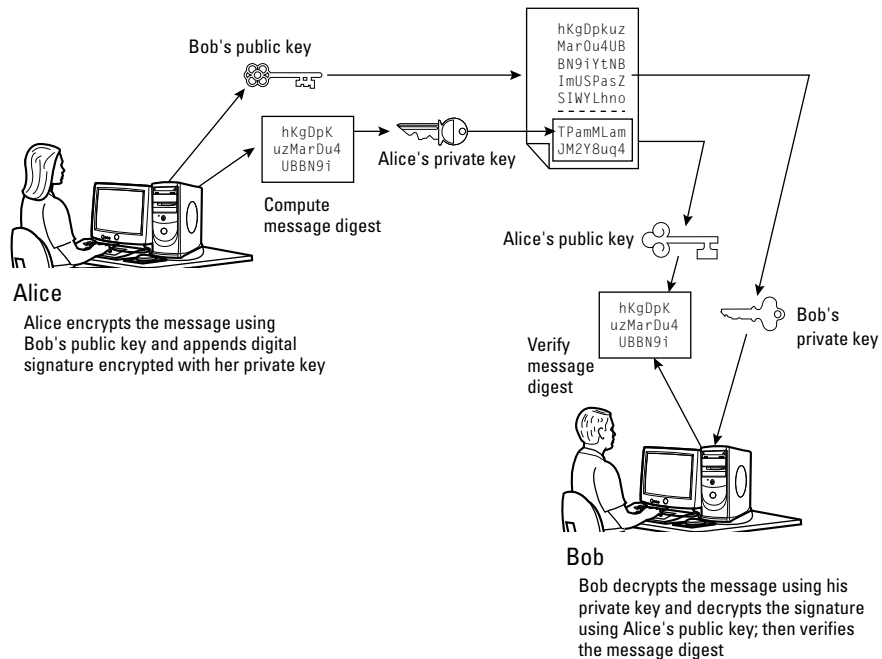 Bob's public key
hKgDpkuz
MarOu4UB
BN9iYtNB
ImUSPasZ
SIWYLhno
TPamMLam
JM2Y8uq4
hKgDpK
uzMarDu4
UBBN9i
Alice's private key
Compute
message digest
Alice's public key
Alice
Alice encrypts the message using
Bob's public key and appends digital
signature encrypted with her private key
hKgDpK
uzMarDu4
UBBN9i
Verify
message
digest
Bob's
private key
Bob
Bob decrypts the message using his
private key and decrypts the signature
using Alice's public key; then verifies
the message digest